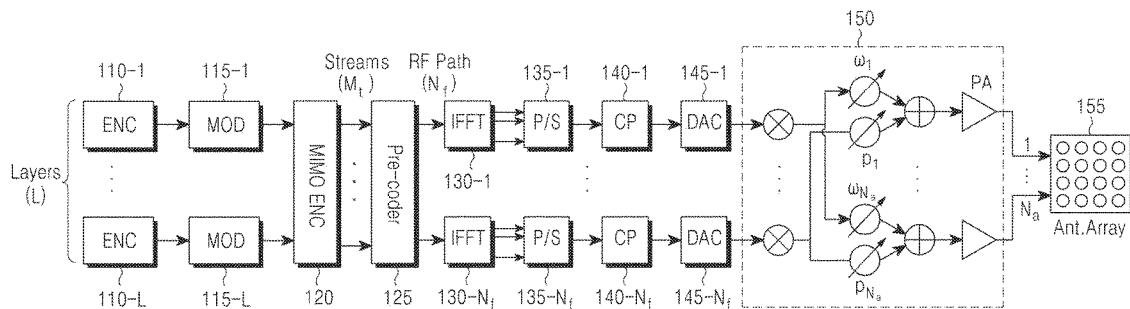 150
110-1 115-1 Streams (Mt) RF Path (Nf) 135-1 140-1 145-1 ω1 PA 155
ENC MOD MIMO ENC Pre-coder IFFT P/S CP DAC
130-1 p1 1
Layers (L)
ωNa Na
ENC MOD IFFT P/S CP DAC
Ant.Array
pNa
110-L 115-L 120 125 130-Nf 135-Nf 140-Nf 145-Nf